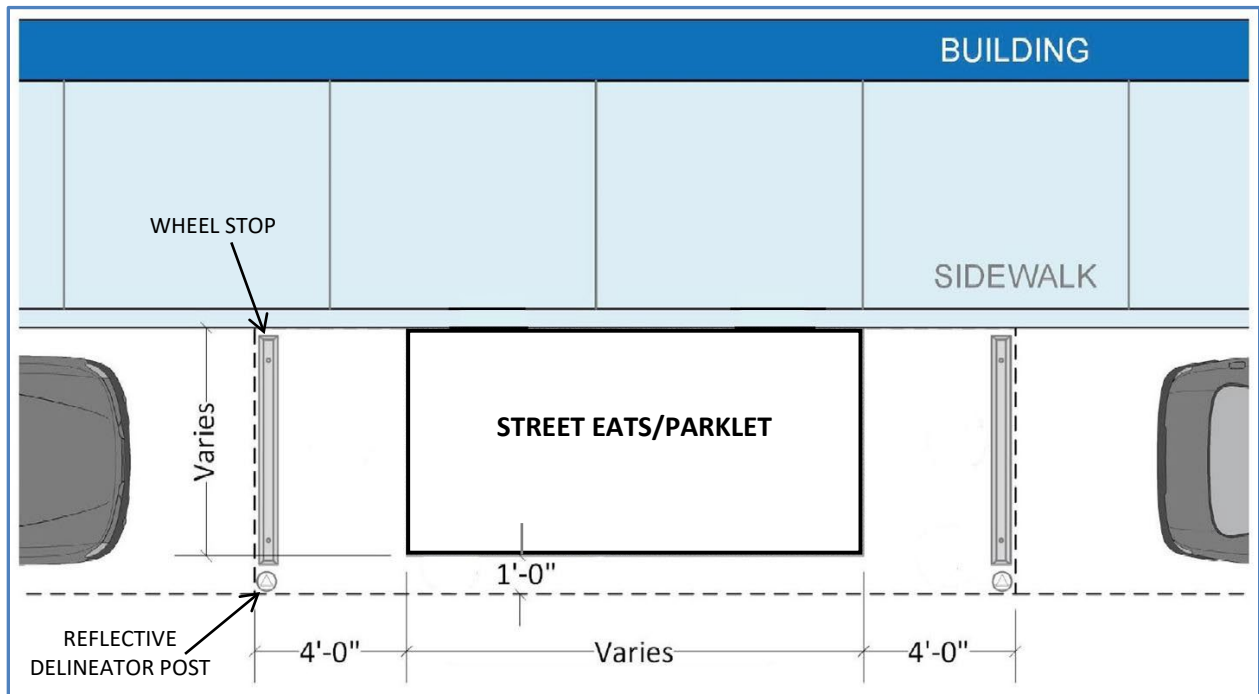 BUILDING
WHEEL STOP
SIDEWALK
Varies
STREET EATS/PARKLET
1'-0"
REFLECTIVE
DELINEATOR POST
4'-0"
Varies
4'-0"